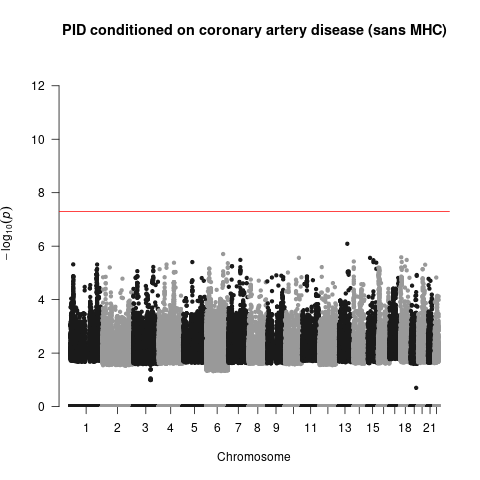 PID conditioned on coronary artery disease (sans MHC)
12
10
8
6
4
2
0
−log10(p)
1 2 3 4 5 6 7 8 9 11 13 15 18 21
Chromosome